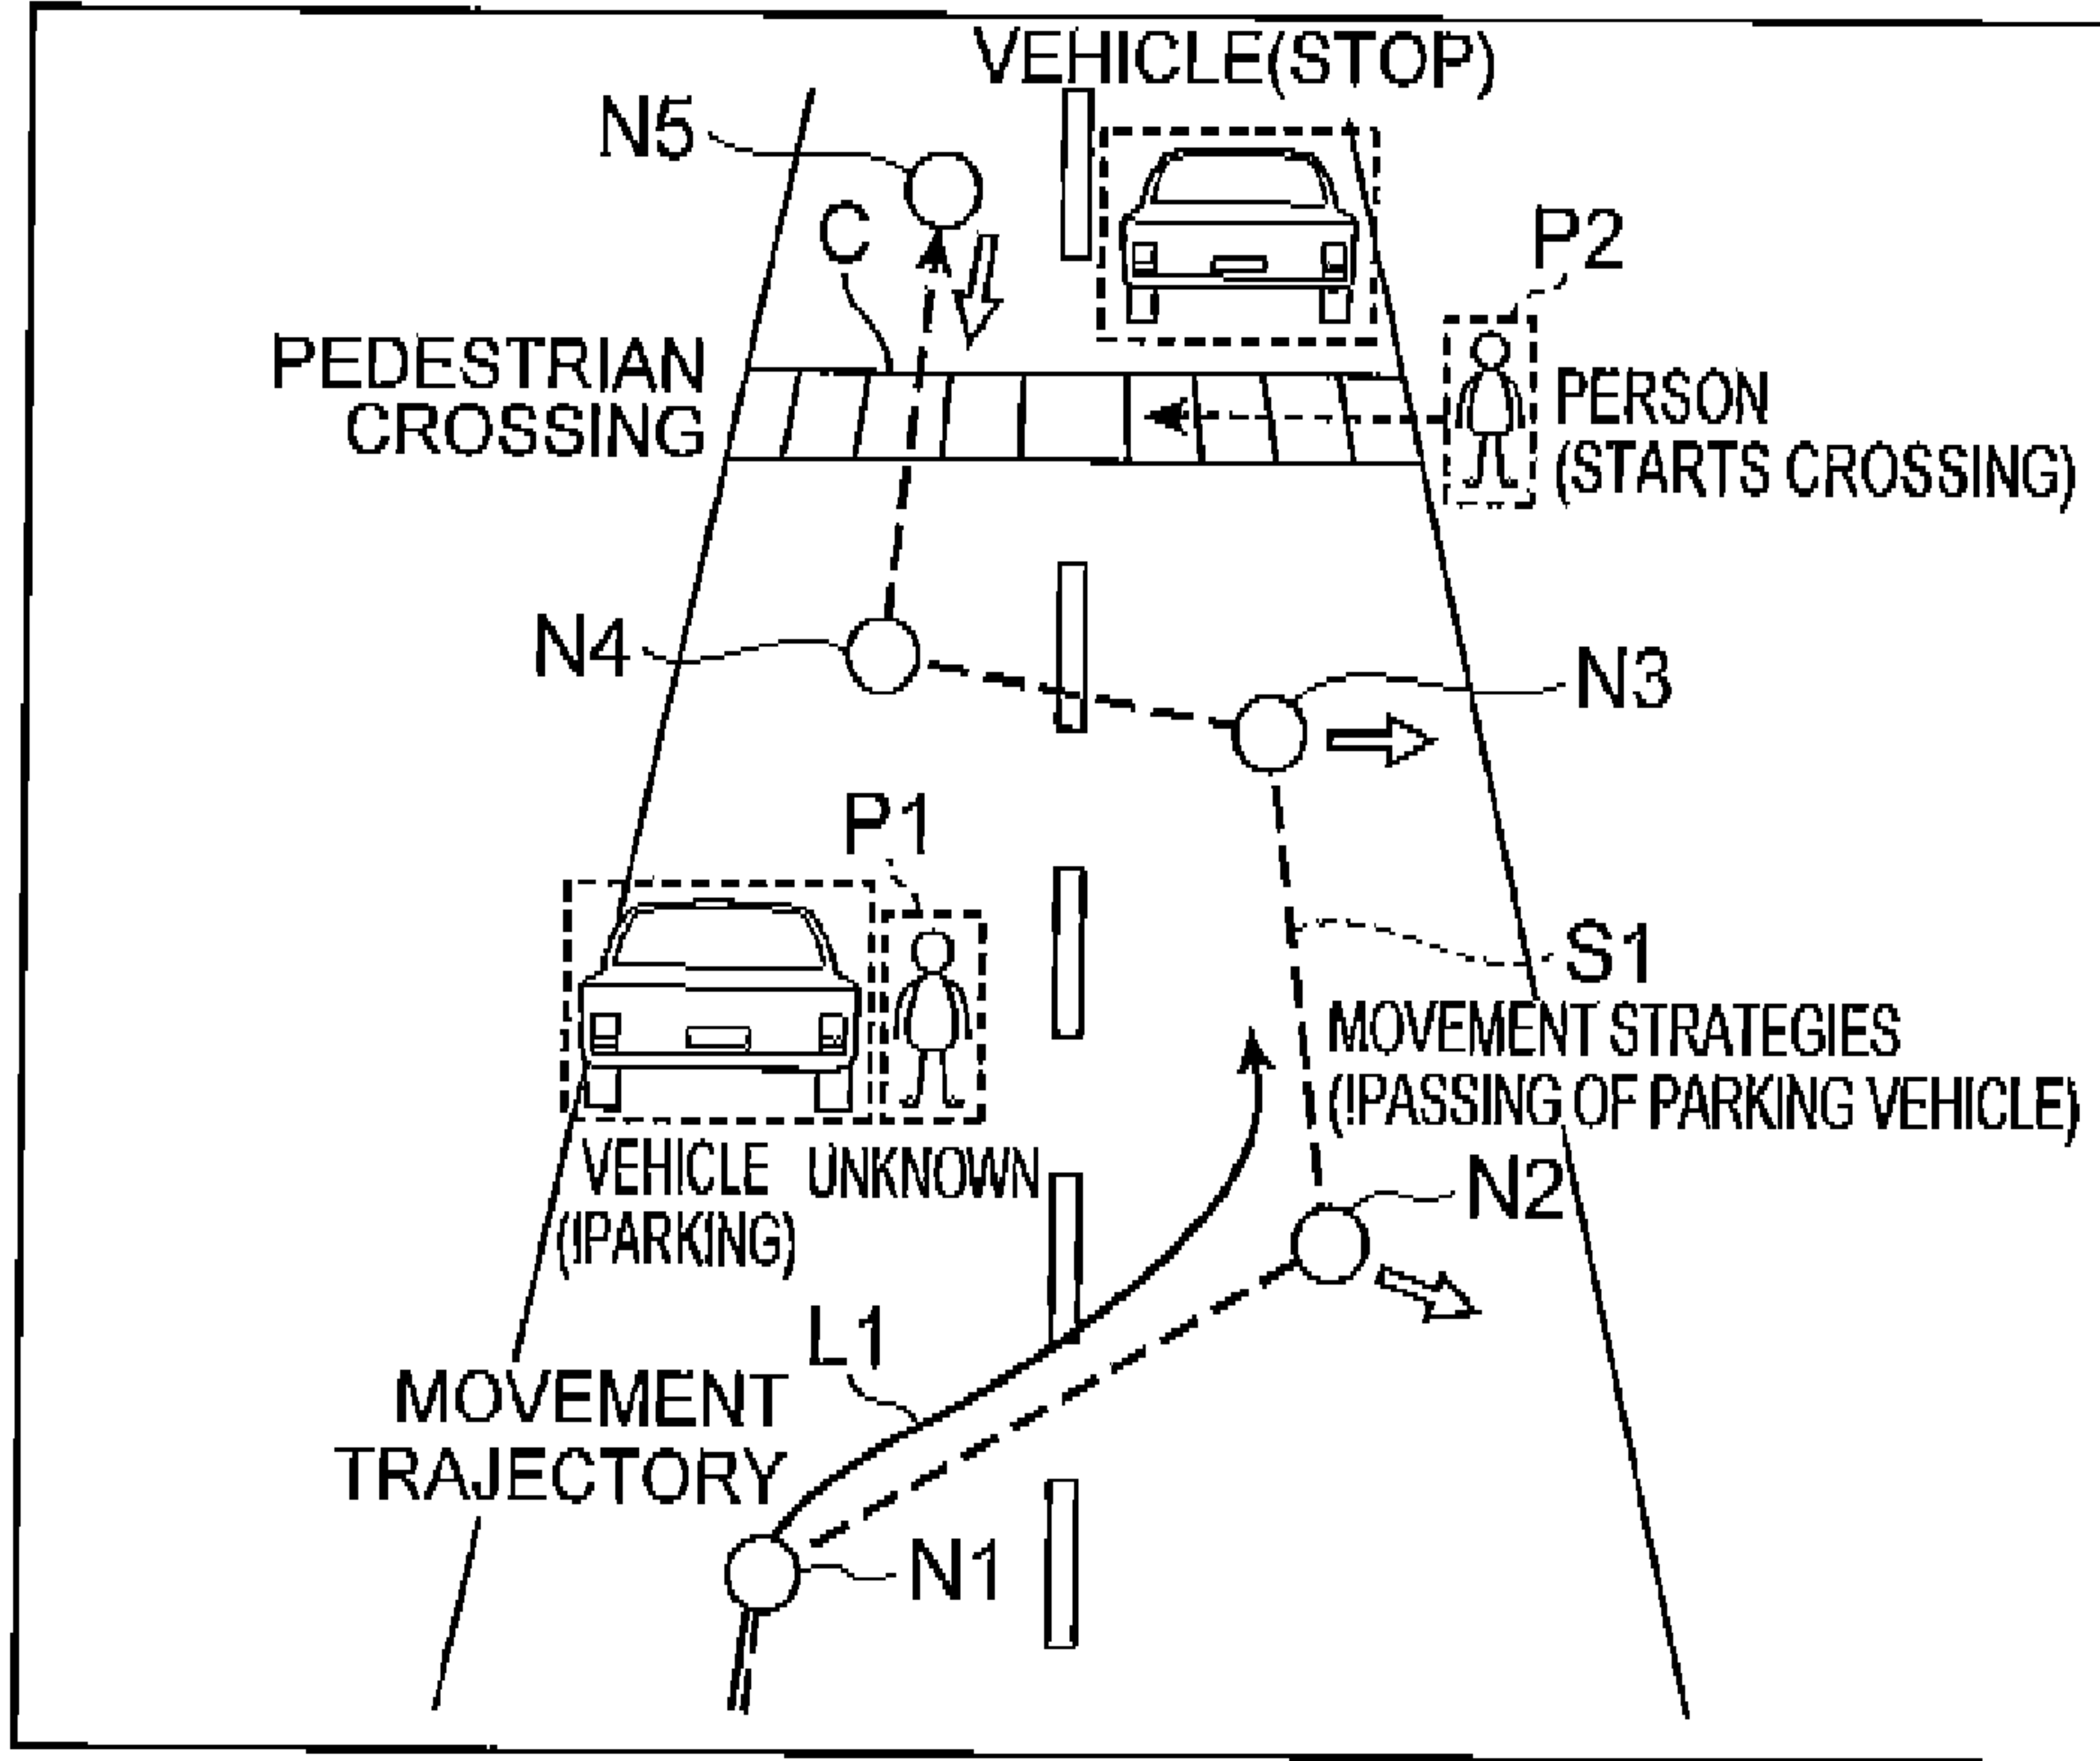 VEHICLE(STOP)
N5
C
P2
PEDESTRIAN
CROSSING
PERSON
(STARTS CROSSING)
N4
N3
P1
S1
MOVEMENT STRATEGIES
(!PASSING OF PARKING VEHICLE)
VEHICLE
(!PARKING)
UNKNOWN
N2
L1
MOVEMENT
TRAJECTORY
N1